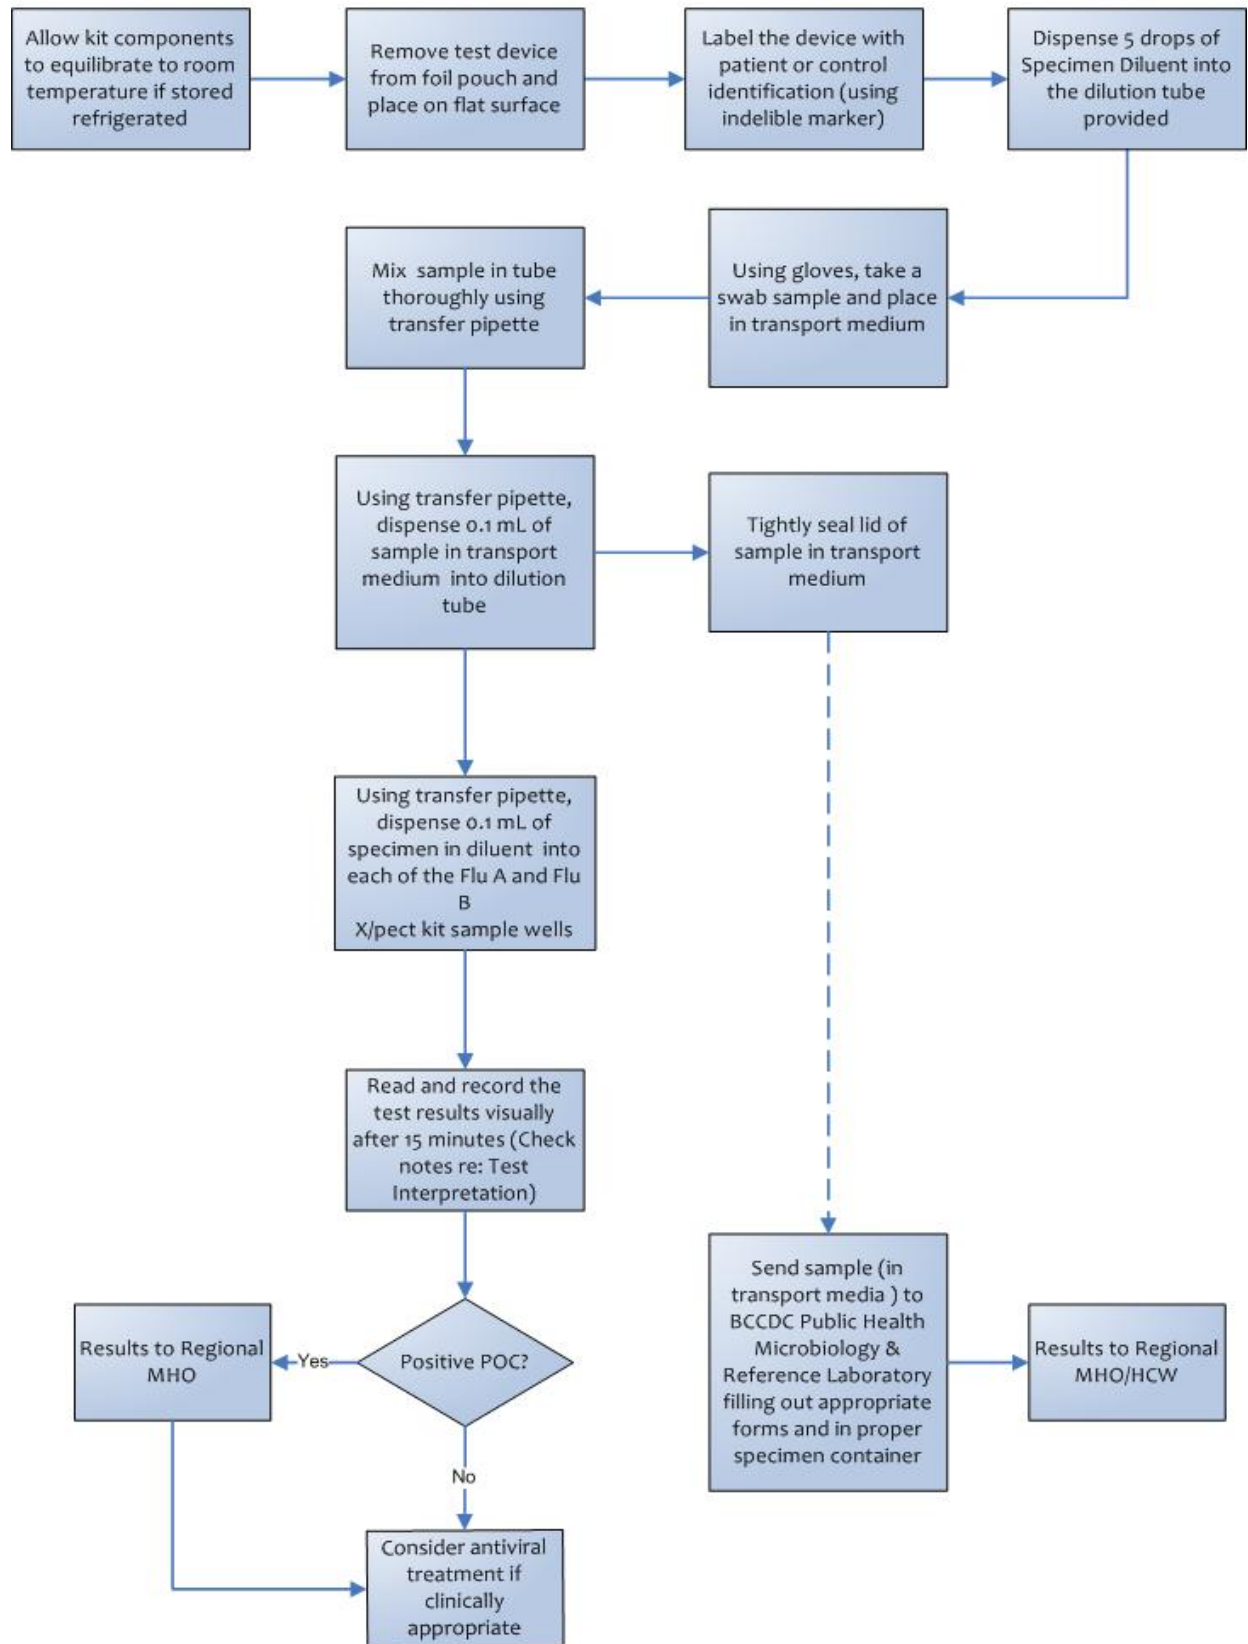 Allow kit components
to equilibrate to room
temperature if stored
refrigerated
Remove test device
from foil pouch and
place on flat surface
Label the device with
patient or control
identification (using
indelible marker)
Dispense 5 drops of
Specimen Diluent into
the dilution tube
provided
Using gloves, take a
swab sample and place
in transport medium
Mix sample in tube
thoroughly using
transfer pipette
Using transfer pipette,
dispense 0.1 mL of
sample in transport
medium into dilution
tube
Tightly seal lid of
sample in transport
medium
Using transfer pipette,
dispense 0.1 mL of
specimen in diluent into
each of the Flu A and Flu
B
X/pect kit sample wells
Read and record the
test results visually
after 15 minutes (Check
notes re: Test
Interpretation)
Positive POC?
Yes
Results to Regional
MHO
No
Consider antiviral
treatment if
clinically
appropriate
Send sample (in
transport media ) to
BCCDC Public Health
Microbiology &
Reference Laboratory
filling out appropriate
forms and in proper
specimen container
Results to Regional
MHO/HCW